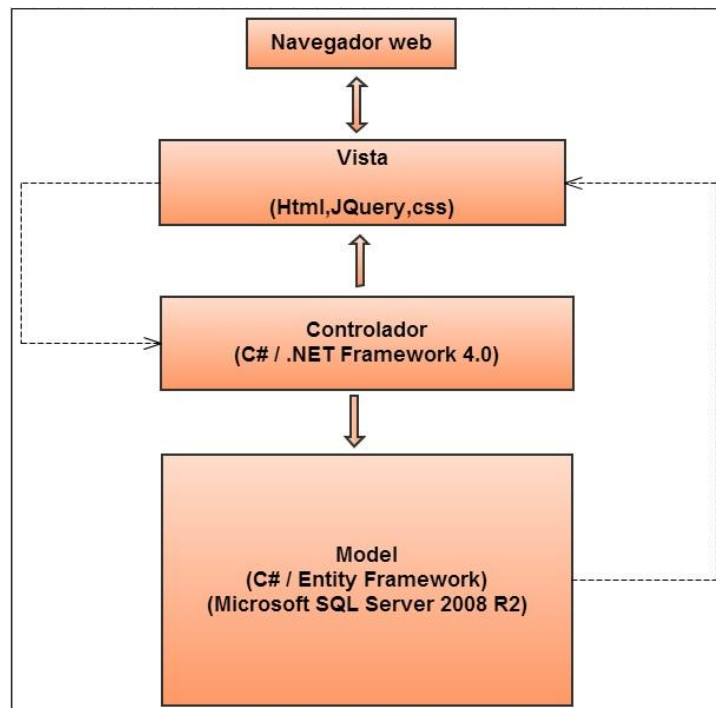 Navegador web
Vista
(Html,JQuery,css)
Controlador
(C# / .NET Framework 4.0)
Model
(C# / Entity Framework)
(Microsoft SQL Server 2008 R2)